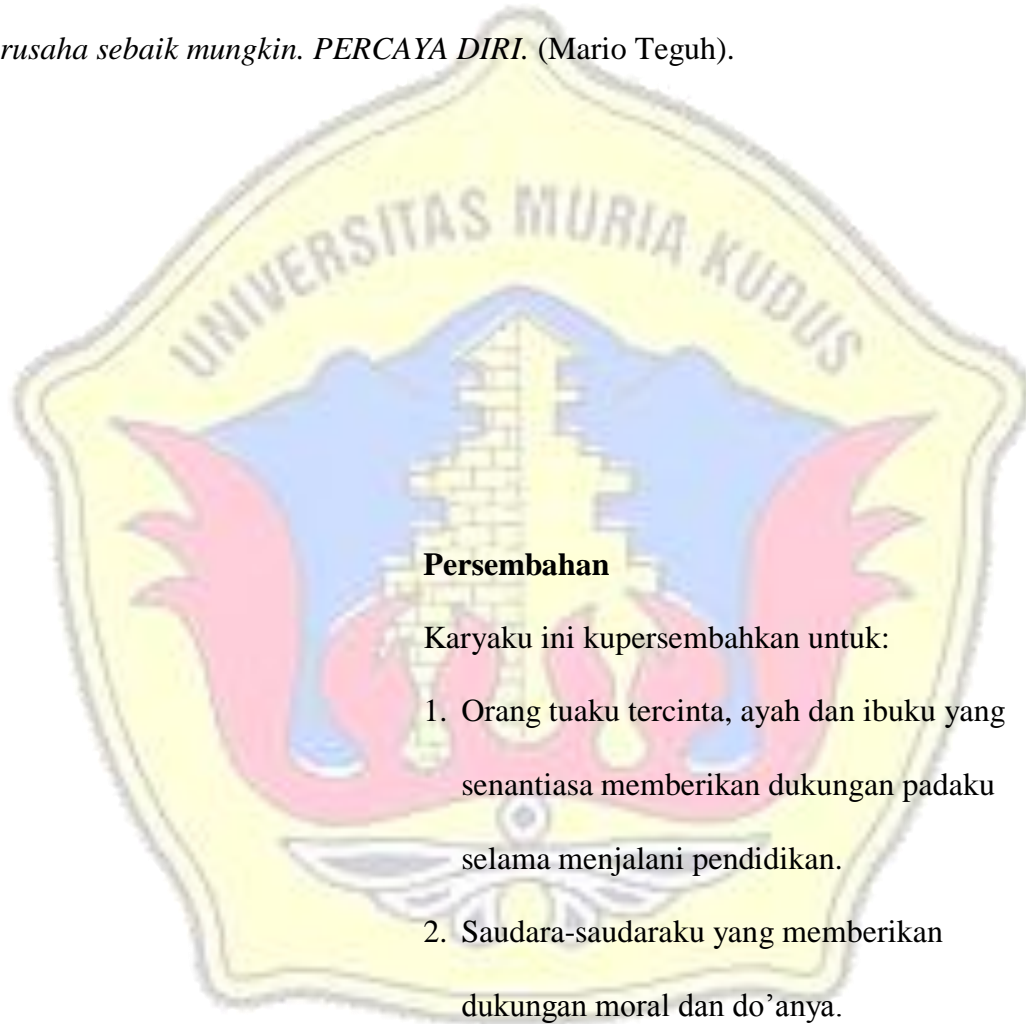 rusaha sebaik mungkin. PERCAYA DIRI. (Mario Teguh).
UNIVERSITAS MURIA KUDUS
Persembahan
Karyaku ini kupersembahkan untuk:
1. Orang tuaku tercinta, ayah dan ibuku yang
senantiasa memberikan dukungan padaku
selama menjalani pendidikan.
2. Saudara-saudaraku yang memberikan
dukungan moral dan do’anya.